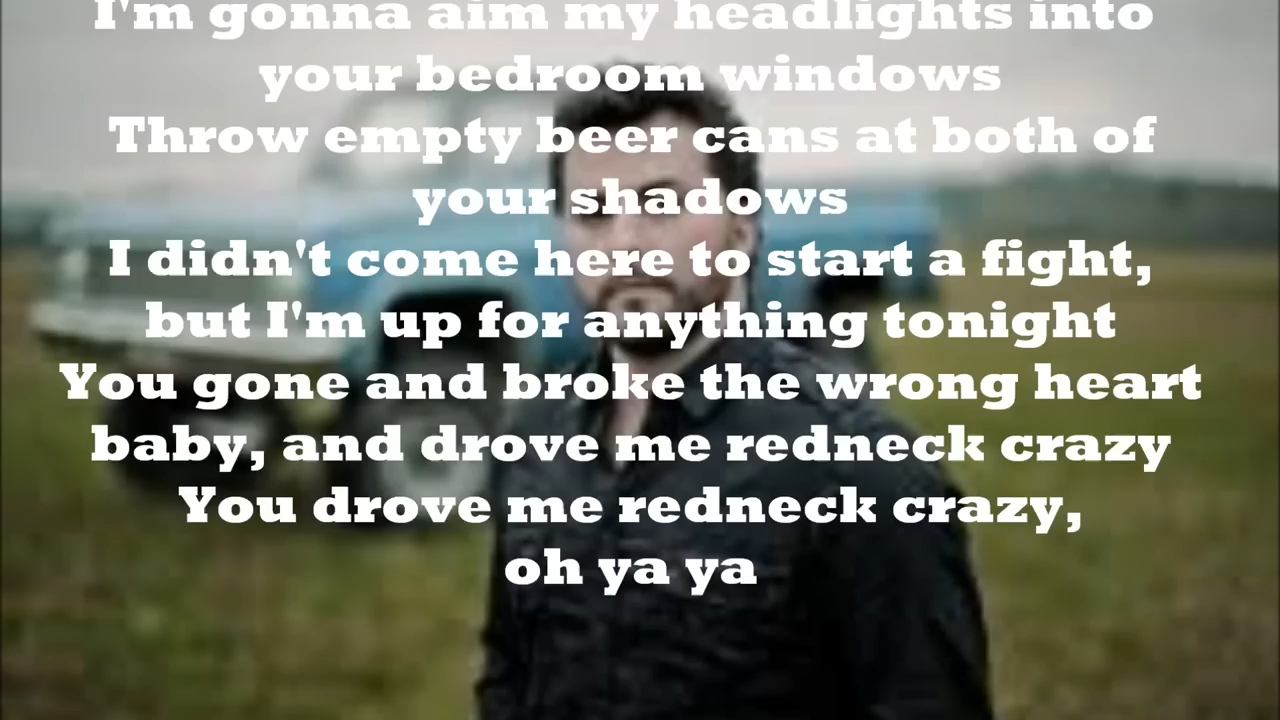 I'm gonna aim my headlights into
your bedroom windows
Throw empty beer cans at both of
your shadows
I didn't come here to start a fight,
but I'm up for anything tonight
You gone and broke the wrong heart
baby, and drove me redneck crazy
You drove me redneck crazy,
oh ya ya